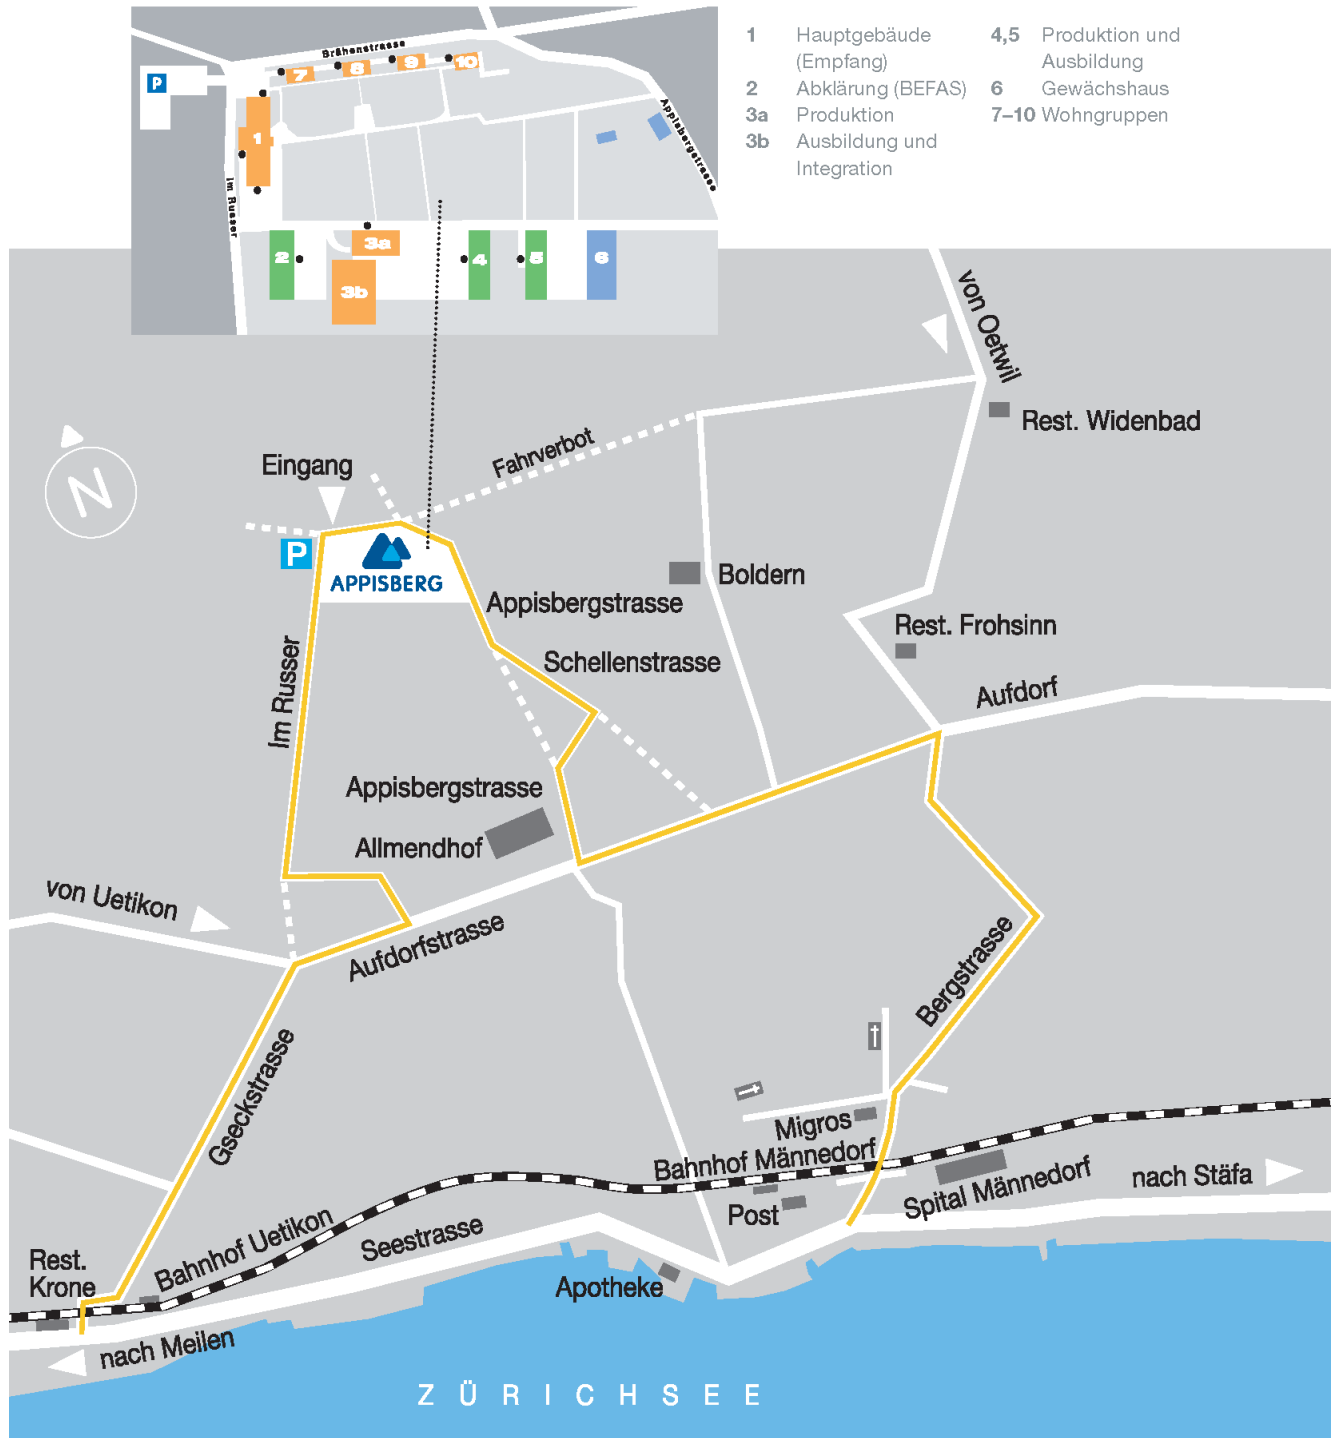 1 Hauptgebäude
(Empfang)
2 Abklärung (BEFAS)
3a Produktion
3b Ausbildung und
Integration
4,5 Produktion und
Ausbildung
6 Gewächshaus
7–10 Wohngruppen
Brähenstrasse
P
7
8
9
10
1
Im Russer
Appisbergstrasse
2
3a
3b
4
5
6
von Oetwil
Rest. Widenbad
Fahrverbot
Eingang
N
P
APPISBERG
Boldern
Appisbergstrasse
Rest. Frohsinn
Schellenstrasse
Aufdorf
Im Russer
Appisbergstrasse
Allmendhof
von Uetikon
Aufdorfstrasse
Bergstrasse
Gseckstrasse
Migros
Bahnhof Männedorf
Spital Männedorf
nach Stäfa
Post
Bahnhof Uetikon
Seestrasse
Rest.
Krone
Apotheke
nach Meilen
ZÜRICHSEE